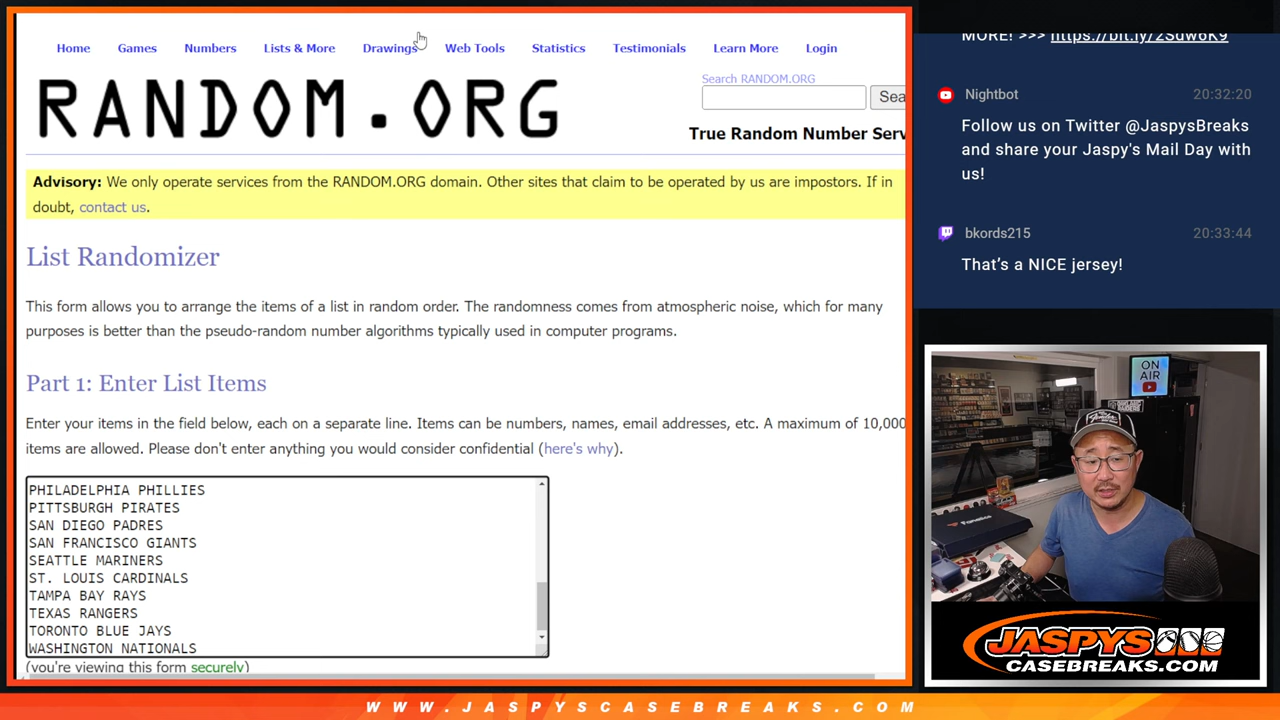 Home Games Numbers Lists & More Drawings Web Tools Statistics Testimonials Learn More Login
RANDOM.ORG
Search RANDOM.ORG
Sea
True Random Number Serv
Advisory: We only operate services from the RANDOM.ORG domain. Other sites that claim to be operated by us are impostors. If in
doubt, contact us.
List Randomizer
This form allows you to arrange the items of a list in random order. The randomness comes from atmospheric noise, which for many
purposes is better than the pseudo-random number algorithms typically used in computer programs.
Part 1: Enter List Items
Enter your items in the field below, each on a separate line. Items can be numbers, names, email addresses, etc. A maximum of 10,000
items are allowed. Please don't enter anything you would consider confidential (here's why).
PHILADELPHIA PHILLIES
PITTSBURGH PIRATES
SAN DIEGO PADRES
SAN FRANCISCO GIANTS
SEATTLE MARINERS
ST. LOUIS CARDINALS
TAMPA BAY RAYS
TEXAS RANGERS
TORONTO BLUE JAYS
WASHINGTON NATIONALS
(you're viewing this form securely)
MORE! >>> https://bit.ly/2Sdw6K9
Nightbot 20:32:20
Follow us on Twitter @JaspysBreaks
and share your Jaspy's Mail Day with
us!
bkords215 20:33:44
That's a NICE jersey!
ON
AIR
Fanatics
JASPYS
CASEBREAKS.COM
WWW.JASPYSCASEBREAKS.COM